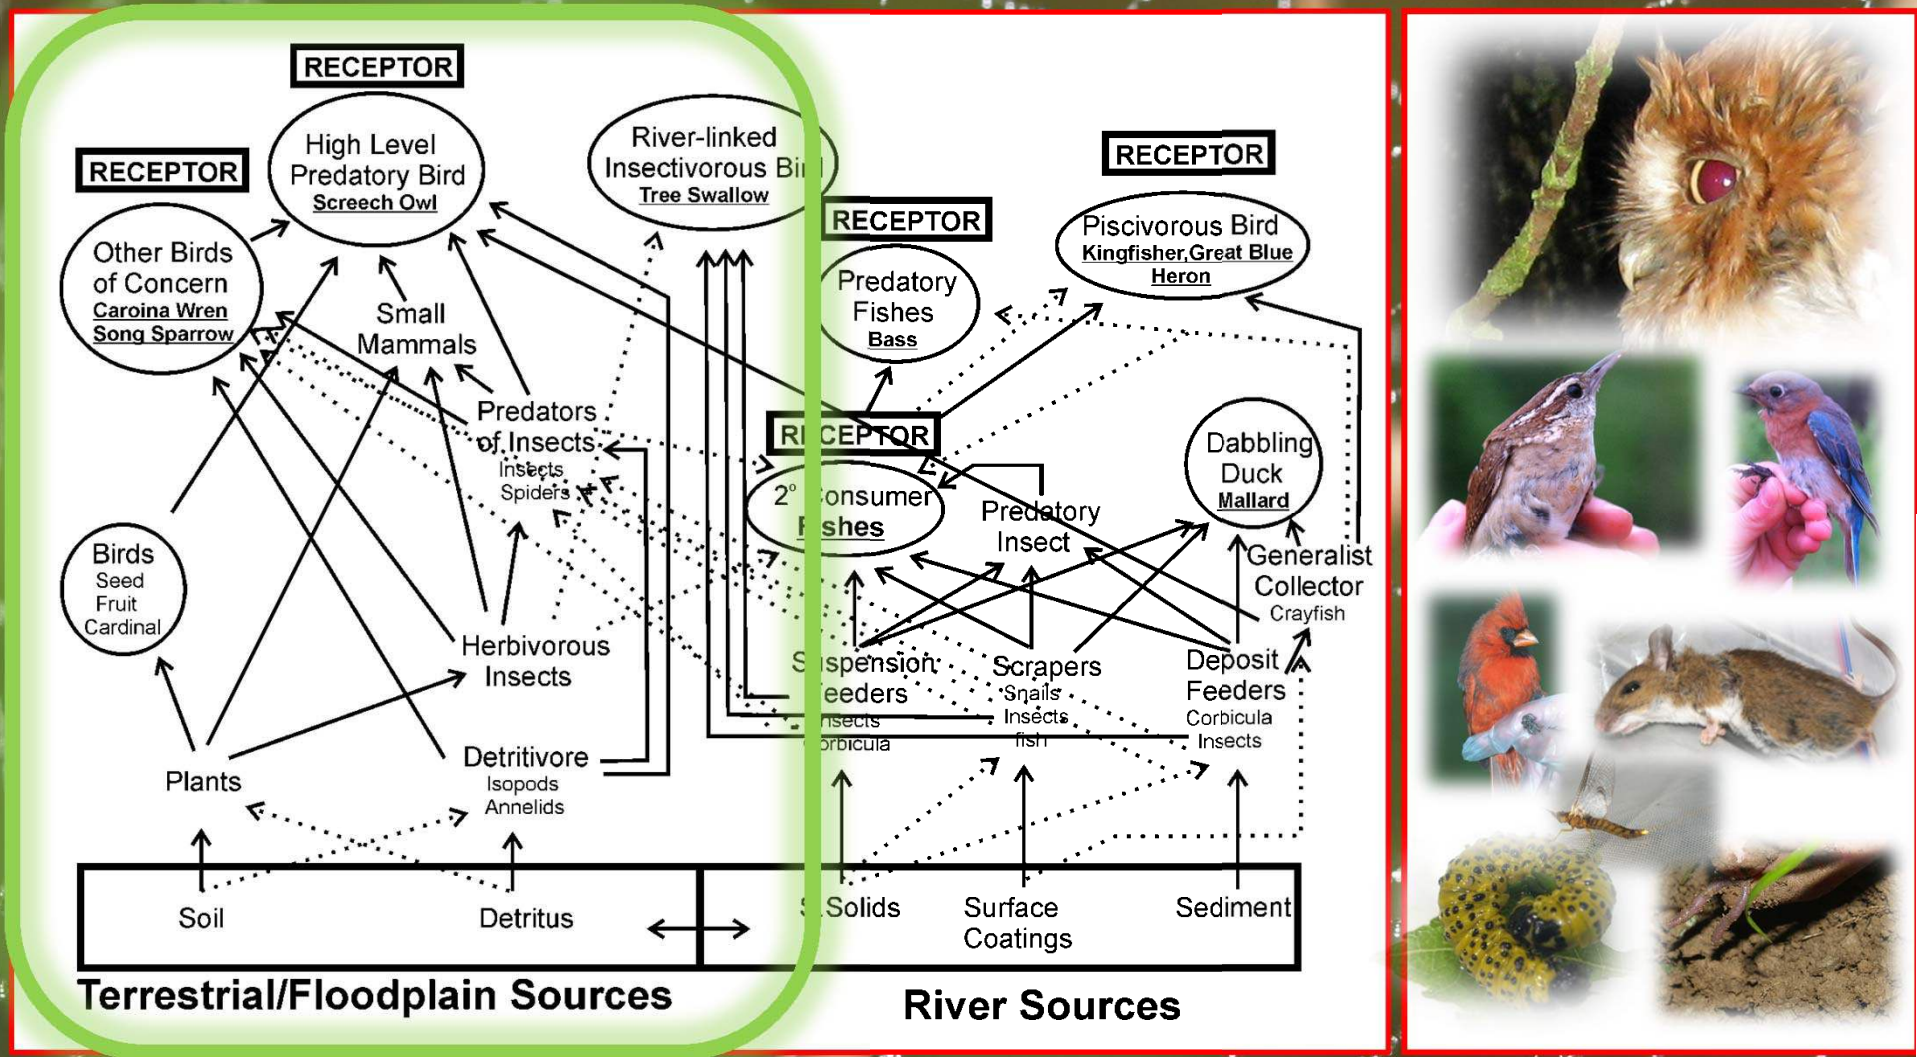 RECEPTOR
High Level
Predatory Bird
Screech Owl
River-linked
Insectivorous Bird
Tree Swallow
RECEPTOR
Other Birds
of Concern
Caroina Wren
Song Sparrow
RECEPTOR
Piscivorous Bird
Kingfisher,Great Blue
Heron
RECEPTOR
Predatory
Fishes
Bass
Small
Mammals
Predators
of Insects
Insects
Spiders
RECEPTOR
2° Consumer
Fishes
Predatory
Insect
Dabbling
Duck
Mallard
Generalist
Collector
Crayfish
Birds
Seed
Fruit
Cardinal
Herbivorous
Insects
Suspension
Feeders
Insects
Corbicula
Scrapers
Snails
Insects
fish
Deposit
Feeders
Corbicula
Insects
Plants
Detritivore
Isopods
Annelids
Soil
Detritus
S.Solids
Surface
Coatings
Sediment
Terrestrial/Floodplain Sources
River Sources